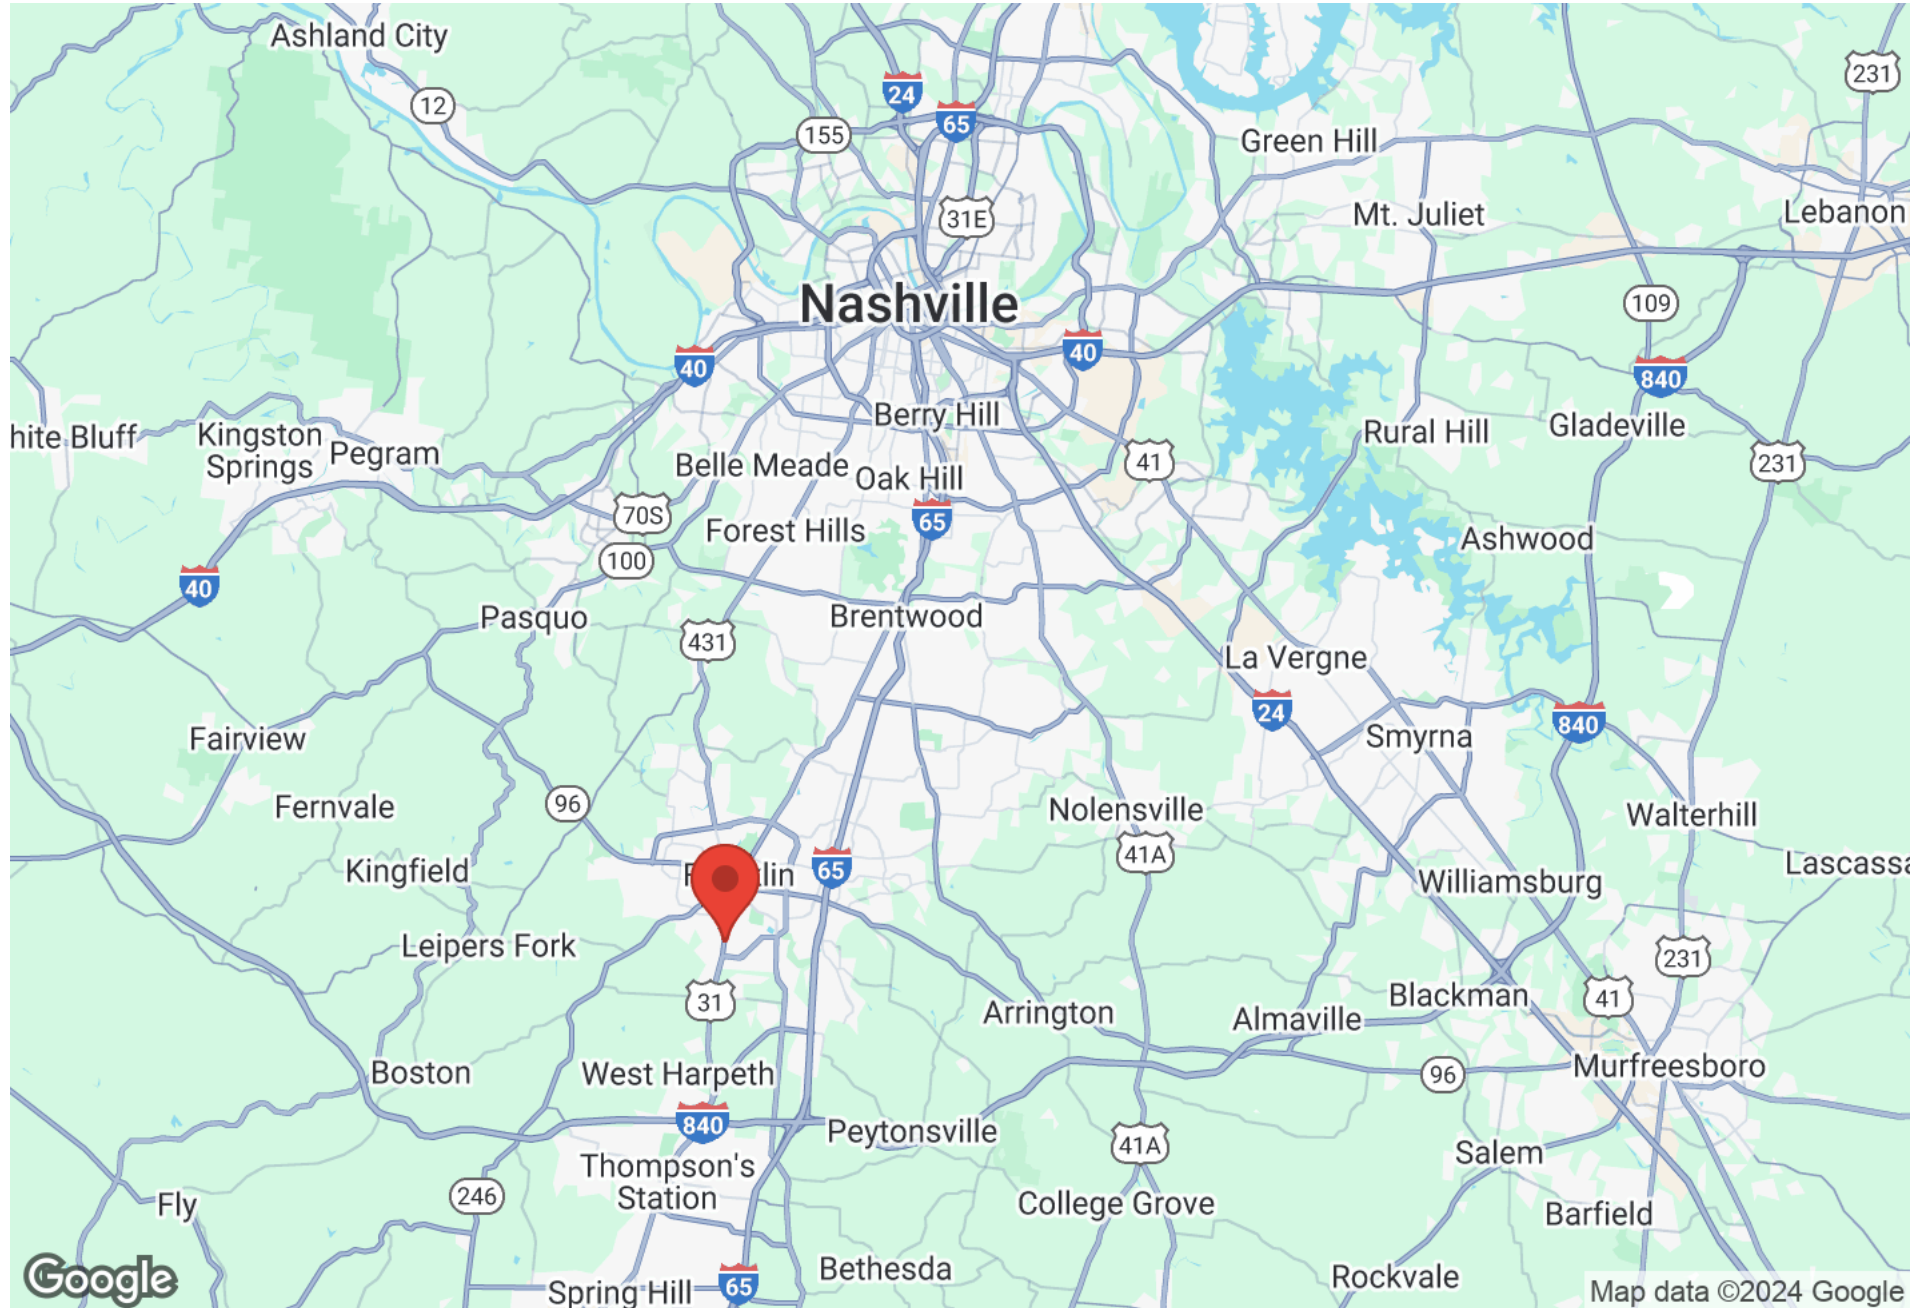 Ashland City
231
24
12
65
155
Green Hill
31E
Mt. Juliet
Lebanon
Nashville
109
40
40
840
Berry Hill
Gladeville
Rural Hill
hite Bluff
Kingston
Springs
Pegram
Belle Meade
41
231
Oak Hill
70S
65
Forest Hills
Ashwood
100
40
Pasquo
Brentwood
431
La Vergne
24
840
Smyrna
Fairview
96
Fernvale
Nolensville
Walterhill
41A
Kingfield
65
Lascassa
Williamsburg
Leipers Fork
231
31
41
Blackman
Arrington
Almaville
Boston
West Harpeth
96
Murfreesboro
840
Peytonsville
41A
Salem
Thompson's
Station
246
Fly
College Grove
Barfield
Bethesda
Rockvale
Google
Spring Hill
65
Map data ©2024 Google